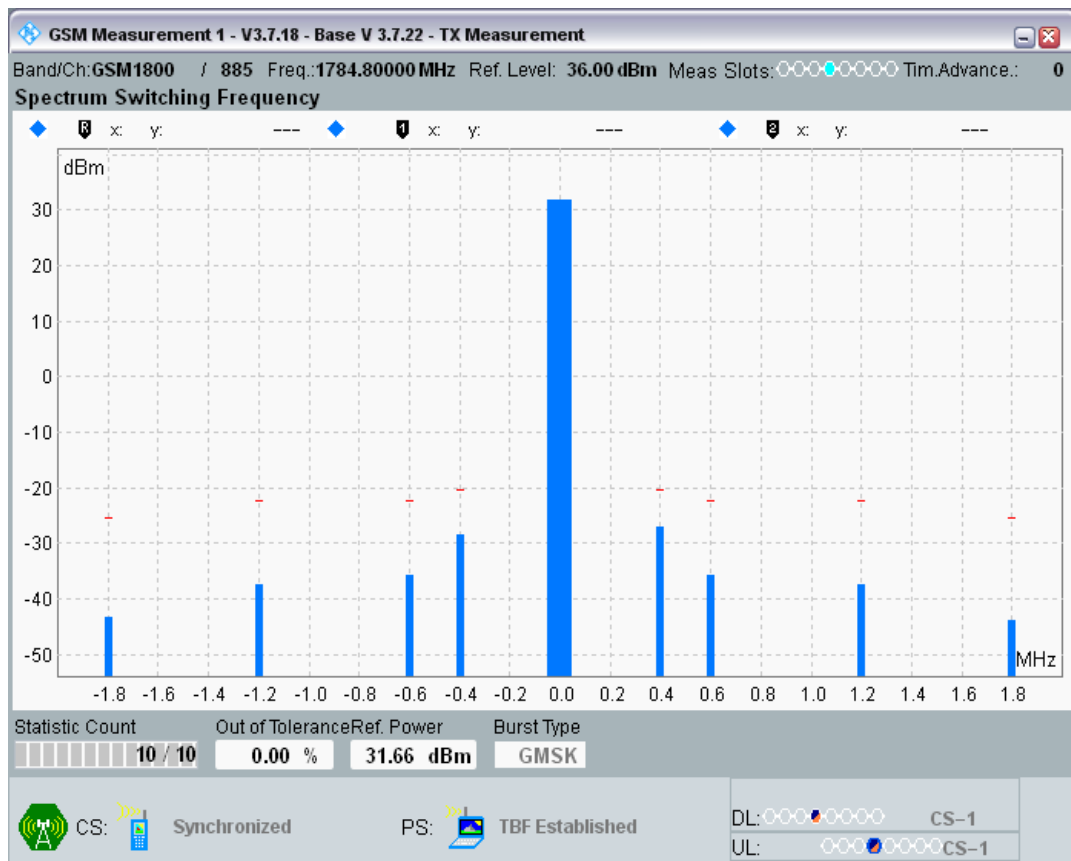 GSM Measurement 1 - V3.7.18 - Base V 3.7.22 - TX Measurement
Band/Ch:GSM1800 / 885 Freq.:1784.80000 MHz Ref. Level: 36.00 dBm Meas Slots: Tim.Advance.: 0
Spectrum Switching Frequency
R x: y: --- 1 x: y: --- 2 x: y: ---
dBm
30
20
10
0
-10
-20
-30
-40
-50
MHz
-1.8 -1.6 -1.4 -1.2 -1.0 -0.8 -0.6 -0.4 -0.2 0.0 0.2 0.4 0.6 0.8 1.0 1.2 1.4 1.6 1.8
Statistic Count Out of Tolerance Ref. Power Burst Type
10 / 10 0.00 % 31.66 dBm GMSK
CS: Synchronized PS: TBF Established
DL: CS-1
UL: CS-1